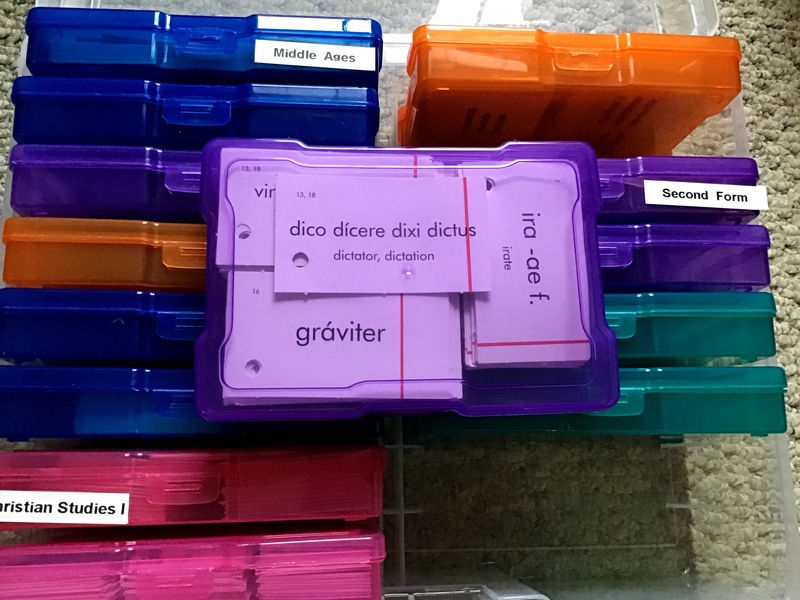 Middle Ages
Second Form
13, 18
13, 18
dico dícere dixi dictus
dictator, dictation
16
gráviter
ira -ae f.
irate
Christian Studies I